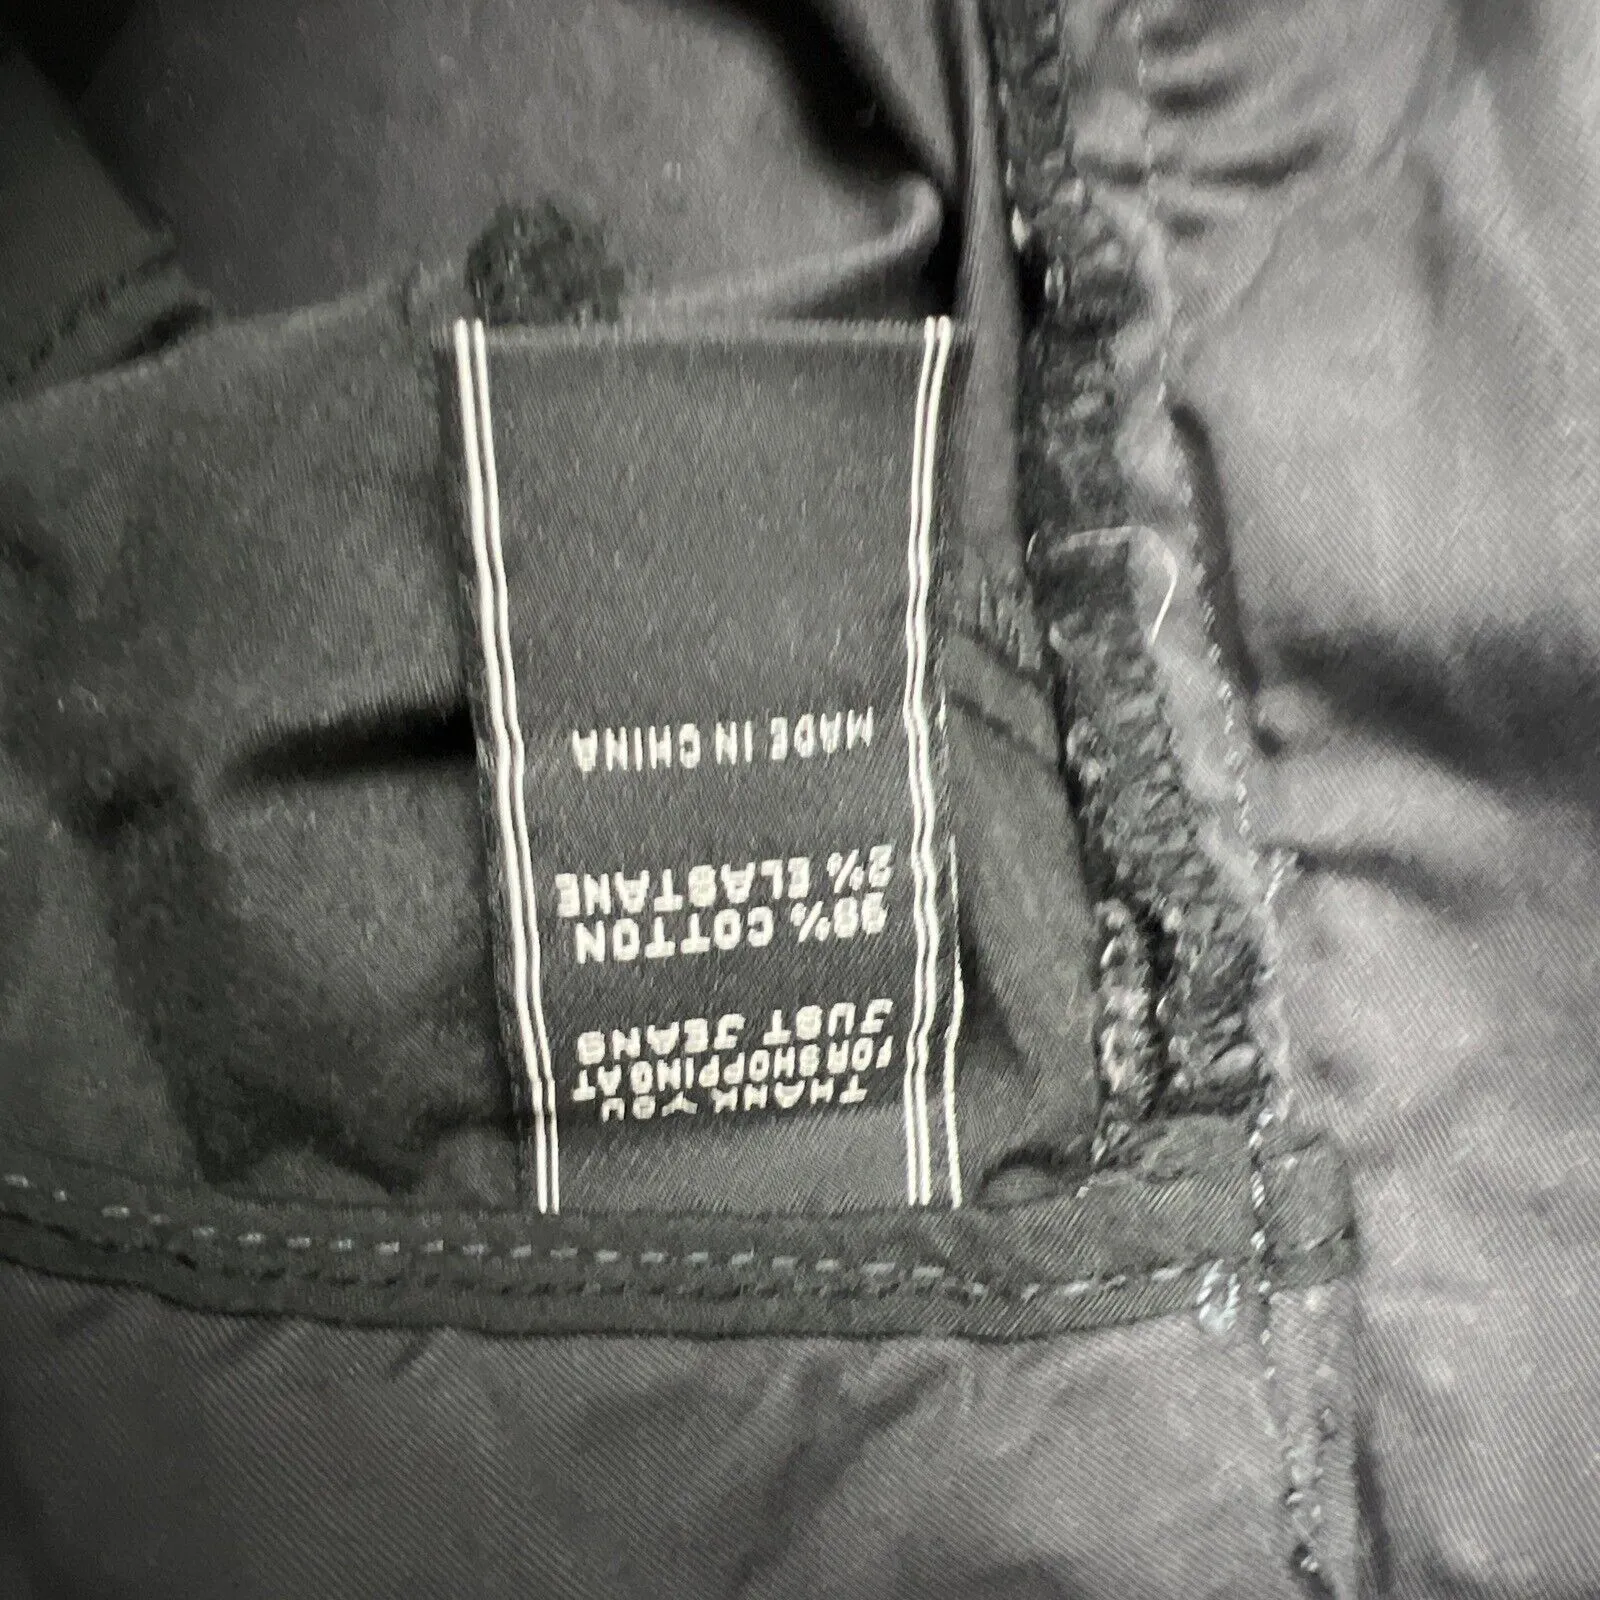 THANK YOU
FOR SHOPPING AT
JUST JEANS
98% COTTON
2% ELASTANE
MADE IN CHINA